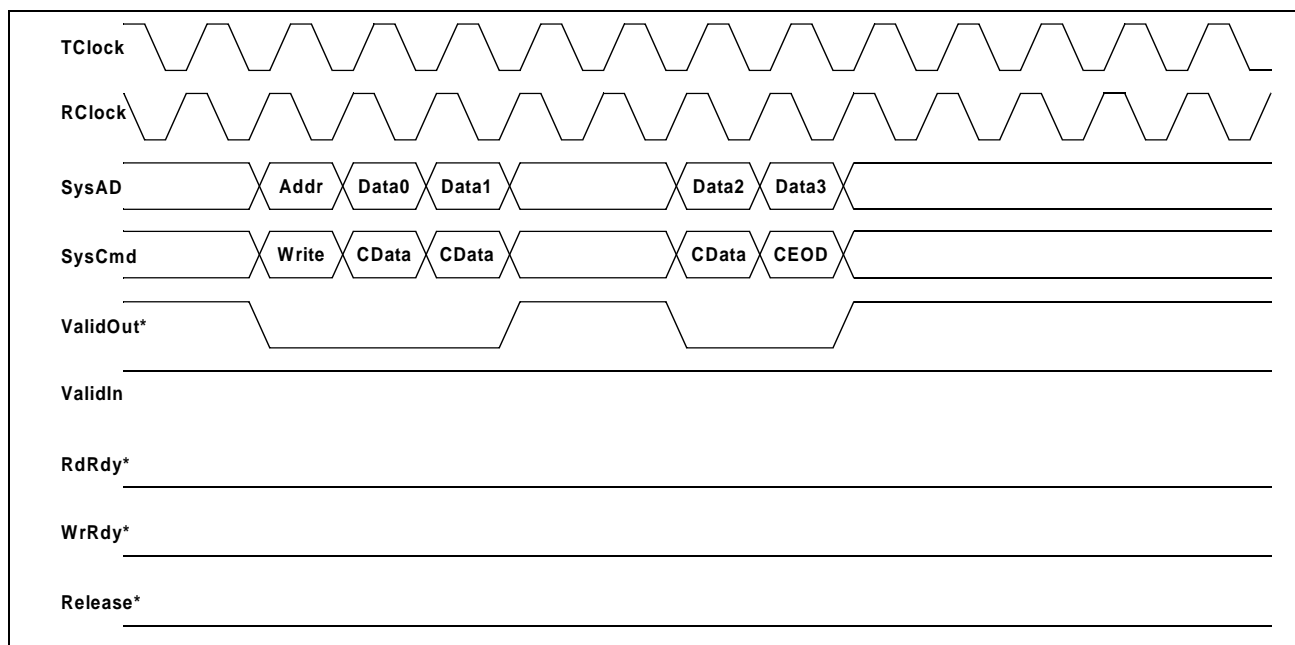 TClock
RClock
SysAD Addr Data0 Data1 Data2 Data3
SysCmd Write CData CData CData CEOD
ValidOut*
ValidIn
RdRdy*
WrRdy*
Release*